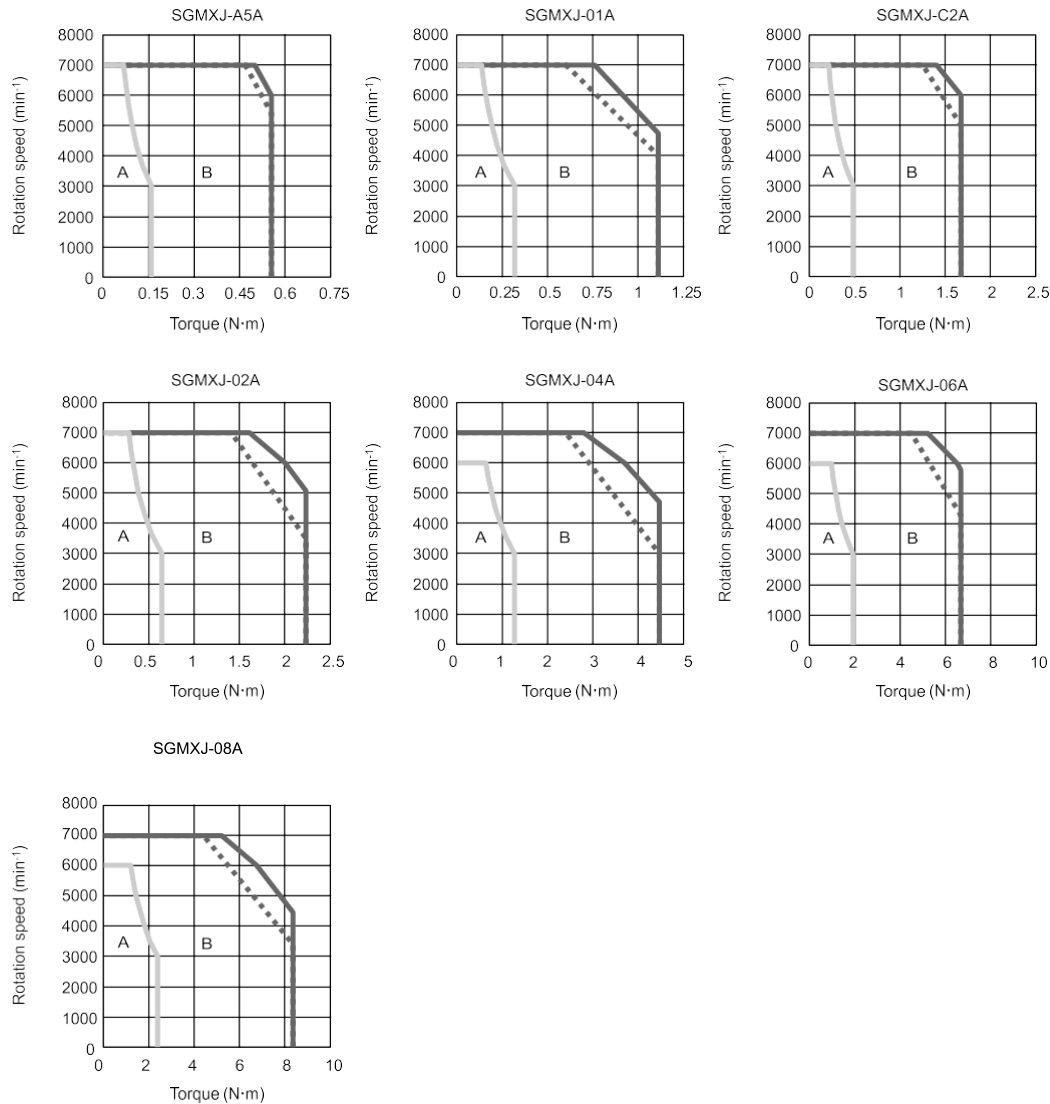 SGMXJ-A5A
Rotation speed (min-1)
8000
7000
6000
5000
4000
3000
2000
1000
0
A
B
0 0.15 0.3 0.45 0.6 0.75
Torque (N·m)
SGMXJ-01A
Rotation speed (min-1)
8000
7000
6000
5000
4000
3000
2000
1000
0
A
B
0 0.25 0.5 0.75 1 1.25
Torque (N·m)
SGMXJ-C2A
Rotation speed (min-1)
8000
7000
6000
5000
4000
3000
2000
1000
0
A
B
0 0.5 1 1.5 2 2.5
Torque (N·m)
SGMXJ-02A
Rotation speed (min-1)
8000
7000
6000
5000
4000
3000
2000
1000
0
A
B
0 0.5 1 1.5 2 2.5
Torque (N·m)
SGMXJ-04A
Rotation speed (min-1)
8000
7000
6000
5000
4000
3000
2000
1000
0
A
B
0 1 2 3 4 5
Torque (N·m)
SGMXJ-06A
Rotation speed (min-1)
8000
7000
6000
5000
4000
3000
2000
1000
0
A
B
0 2 4 6 8 10
Torque (N·m)
SGMXJ-08A
Rotation speed (min-1)
8000
7000
6000
5000
4000
3000
2000
1000
0
A
B
0 2 4 6 8 10
Torque (N·m)